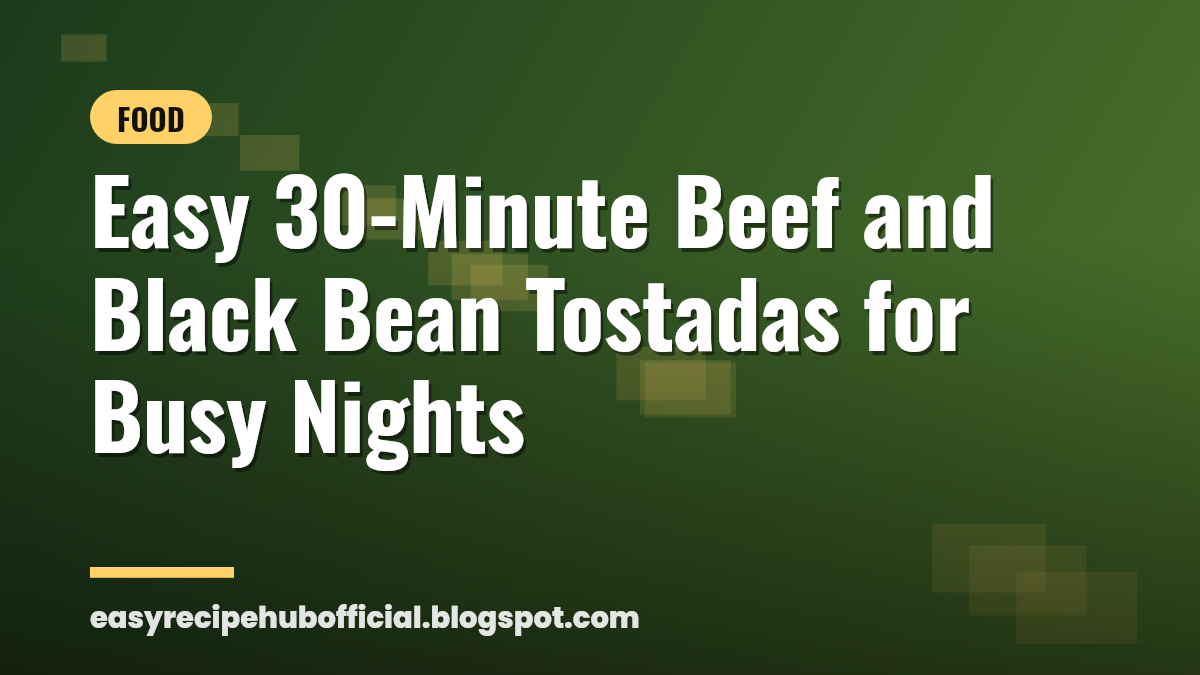 FOOD
Easy 30-Minute Beef and
Black Bean Tostadas for
Busy Nights
easyrecipehubofficial.blogspot.com